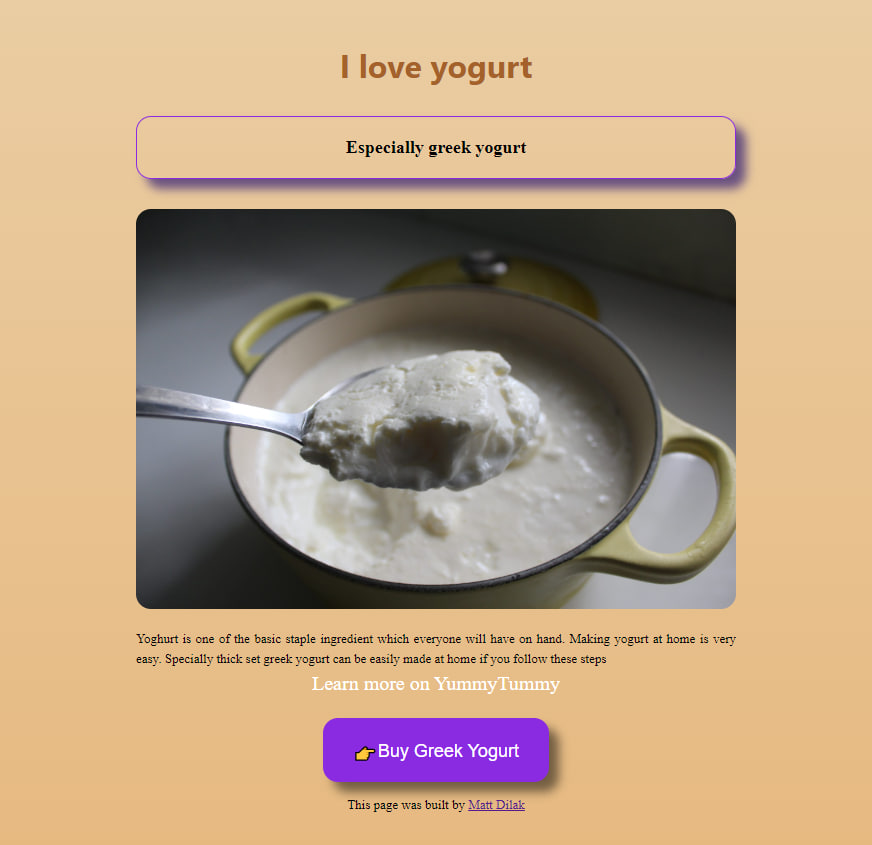 I love yogurt
Especially greek yogurt
Yoghurt is one of the basic staple ingredient which everyone will have on hand. Making yogurt at home is very
easy. Specially thick set greek yogurt can be easily made at home if you follow these steps
Learn more on YummyTummy
👉Buy Greek Yogurt
This page was built by Matt Dilak